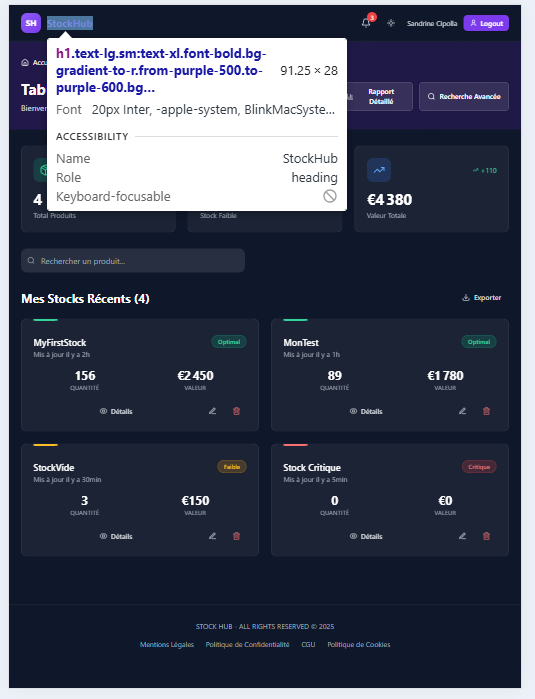 SH StockHub 3 Sandrine Cipolla Logout
h1.text-lg.sm:text-xl.font-bold.bg-
gradient-to-r.from-purple-500.to-
purple-600.bg… 91.25 × 28
Font 20px Inter, -apple-system, BlinkMacSyste…
ACCESSIBILITY
Name StockHub
Role heading
Keyboard-focusable
Accu
Tab
Bienver
Rapport
Détaillé
Recherche Avancée
4
Total Produits
Stock Faible
+110
€4 380
Valeur Totale
Rechercher un produit...
Mes Stocks Récents (4) Exporter
MyFirstStock Optimal
Mis à jour il y a 2h
156 €2 450
QUANTITÉ VALEUR
Détails
MonTest Optimal
Mis à jour il y a 1h
89 €1 780
QUANTITÉ VALEUR
Détails
StockVide Faible
Mis à jour il y a 30min
3 €150
QUANTITÉ VALEUR
Détails
Stock Critique Critique
Mis à jour il y a 5min
0 €0
QUANTITÉ VALEUR
Détails
STOCK HUB - ALL RIGHTS RESERVED © 2025
Mentions Légales Politique de Confidentialité CGU Politique de Cookies